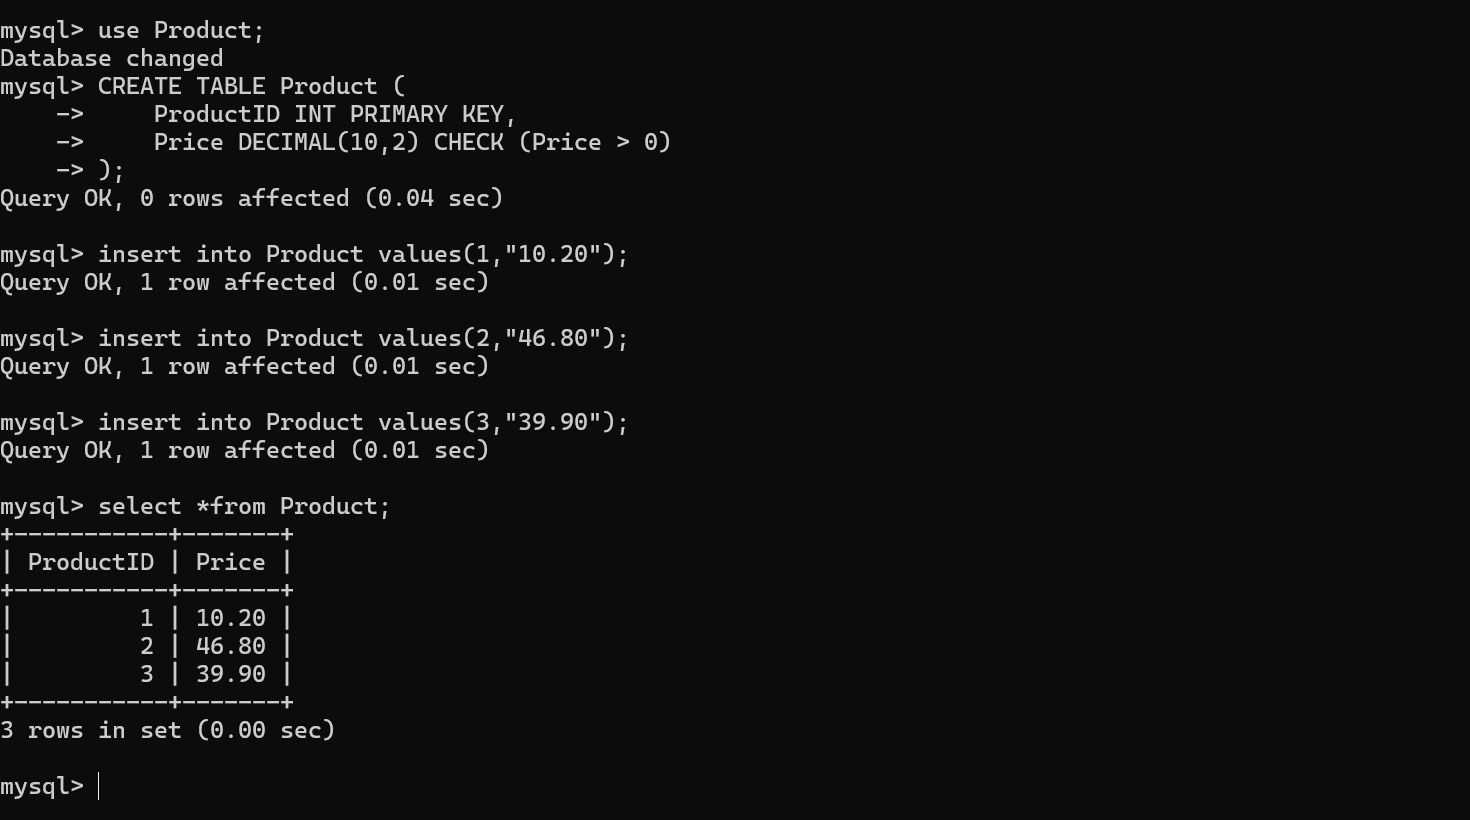 mysql> use Product;
Database changed
mysql> CREATE TABLE Product (
    ->     ProductID INT PRIMARY KEY,
    ->     Price DECIMAL(10,2) CHECK (Price > 0)
    -> );
Query OK, 0 rows affected (0.04 sec)

mysql> insert into Product values(1,"10.20");
Query OK, 1 row affected (0.01 sec)

mysql> insert into Product values(2,"46.80");
Query OK, 1 row affected (0.01 sec)

mysql> insert into Product values(3,"39.90");
Query OK, 1 row affected (0.01 sec)

mysql> select *from Product;
+-----------+-------+
| ProductID | Price |
+-----------+-------+
|         1 | 10.20 |
|         2 | 46.80 |
|         3 | 39.90 |
+-----------+-------+
3 rows in set (0.00 sec)

mysql>